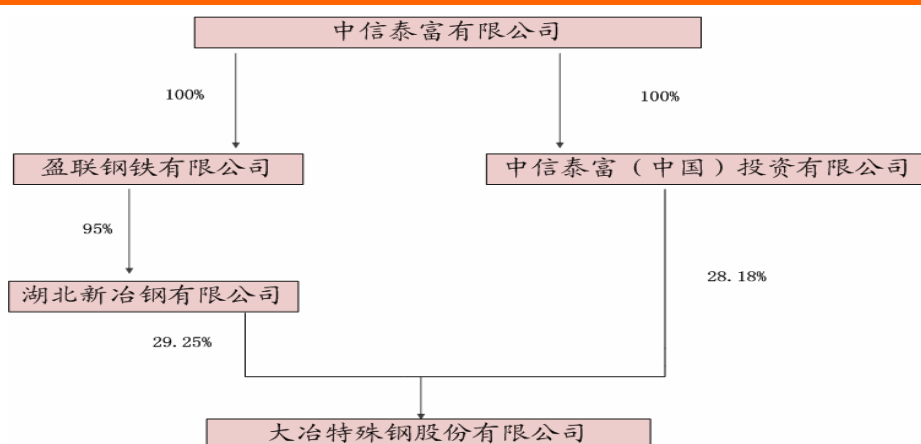 中信泰富有限公司
100%
100%
盈联钢铁有限公司
中信泰富（中国）投资有限公司
95%
28.18%
湖北新冶钢有限公司
29.25%
大冶特殊钢股份有限公司